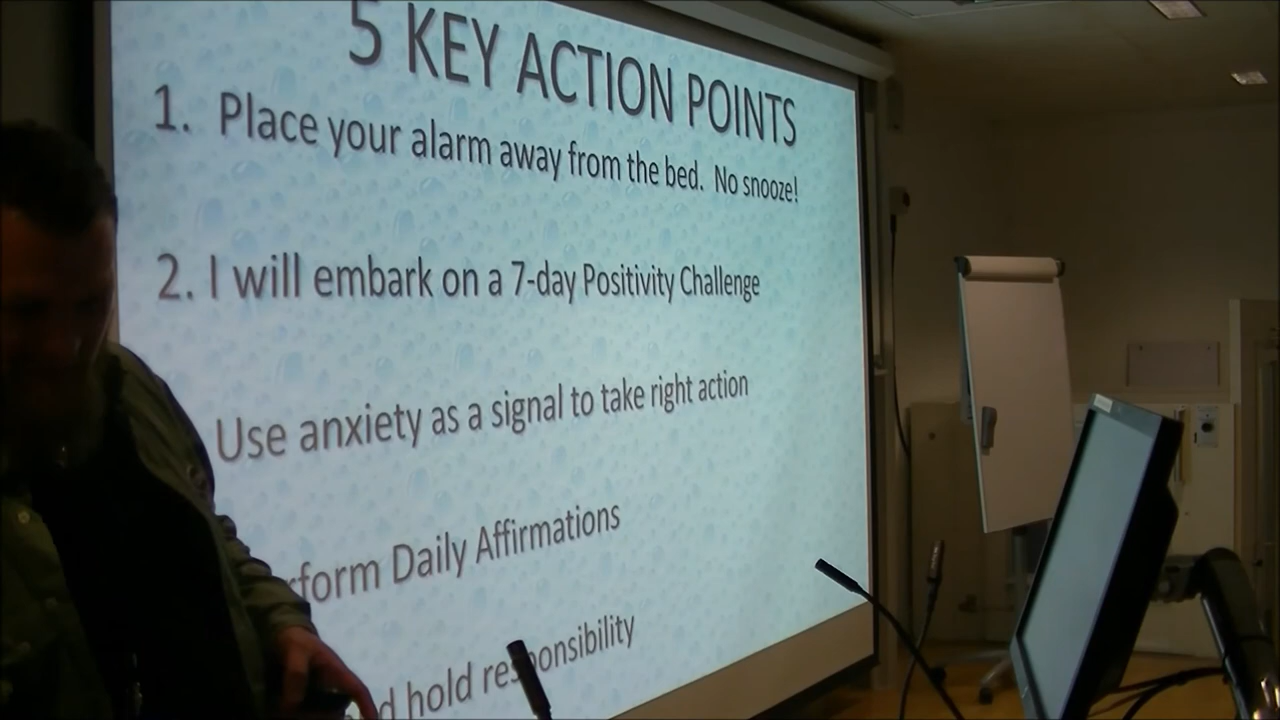 5 KEY ACTION POINTS
1. Place your alarm away from the bed. No snooze!
2. I will embark on a 7-day Positivity Challenge
Use anxiety as a signal to take right action
rform Daily Affirmations
d hold responsibility